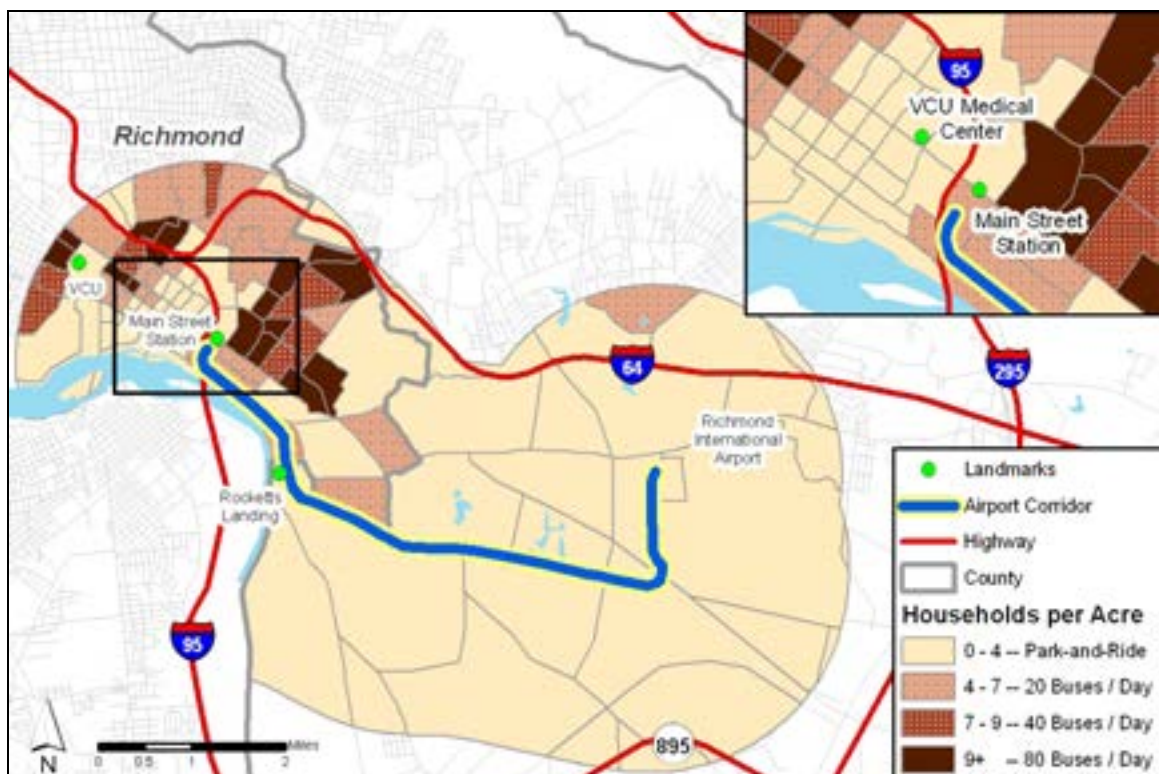 Richmond
VCU
Main Street
Station
Rocketts
Landing
95
64
295
895
Richmond
International
Airport
95
VCU Medical
Center
Main Street
Station
Landmarks
Airport Corridor
Highway
County
Households per Acre
0 - 4 -- Park-and-Ride
4 - 7 -- 20 Buses / Day
7 - 9 -- 40 Buses / Day
9+ -- 80 Buses / Day
N
Miles
0 0.5 1 2